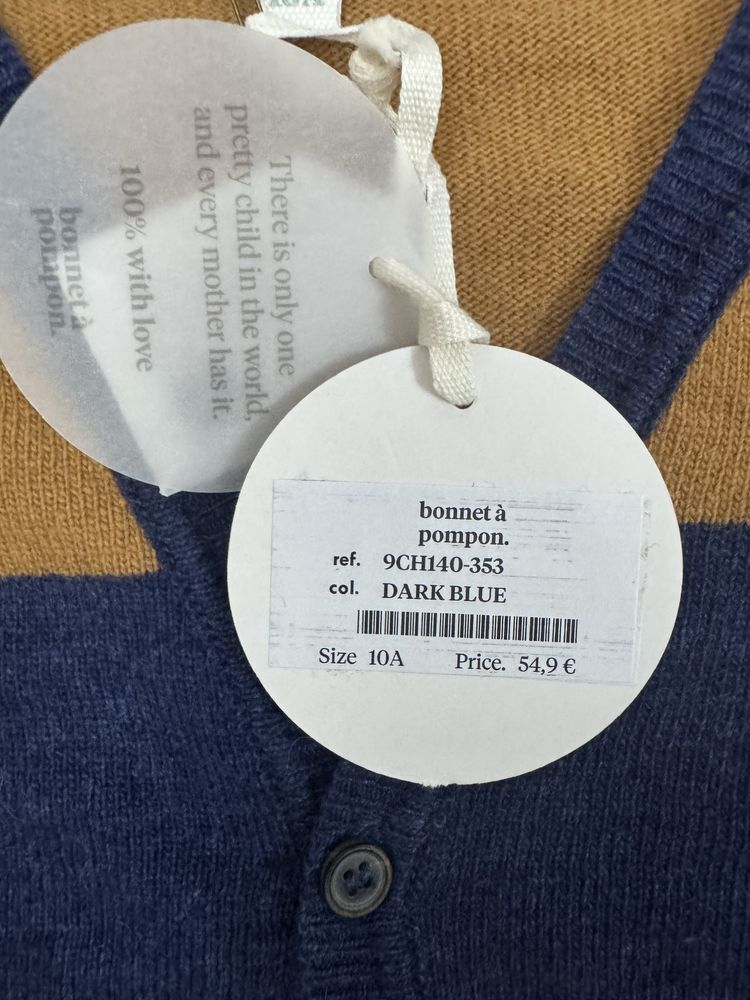 There is only one
pretty child in the world,
and every mother has it.
100% with love
bonnet à
pompon.
bonnet à
pompon.
ref. 9CH140-353
col. DARK BLUE
Size 10A Price. 54,9 €